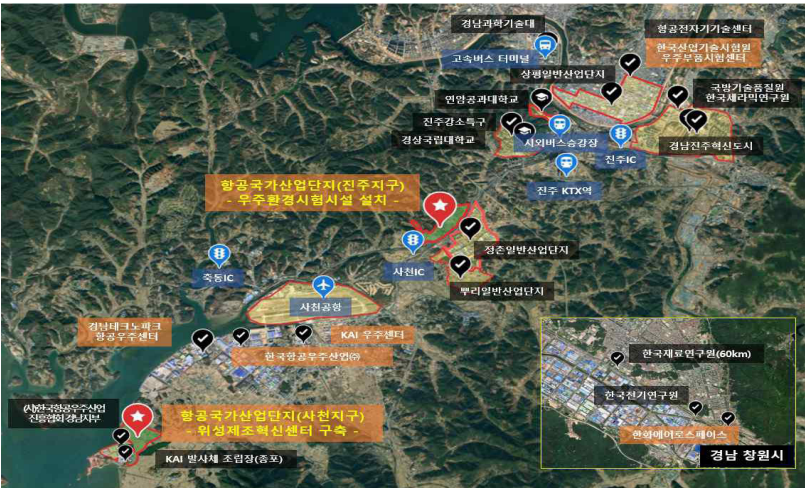 경남과학기술대
항공전자기기술센터
고속버스 터미널
한국산업기술시험원
우주부품시험센터
상평일반산업단지
국방기술품질원
한국세라믹연구원
연암공과대학교
진주강소특구
경상국립대학교
시외버스승강장
진주IC
경남진주혁신도시
진주 KTX역
항공국가산업단지(진주지구)
- 우주환경시험시설 설치 -
정촌일반산업단지
사천IC
축동IC
뿌리일반산업단지
사천공항
경남테크노파크
항공우주센터
KAI 우주센터
한국항공우주산업㈜
한국재료연구원(60km)
한국전기연구원
한화에어로스페이스
경남 창원시
(사)한국항공우주산업
진흥협회 경남지부
항공국가산업단지(사천지구)
- 위성제조혁신센터 구축 -
KAI 발사체 조립장(종포)